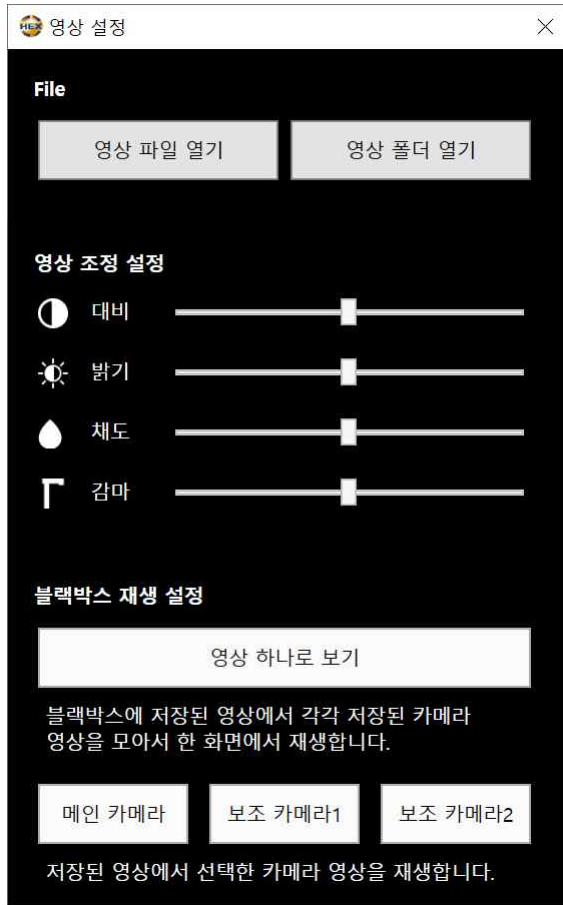 HEX 영상 설정
File
영상 파일 열기 영상 폴더 열기
영상 조정 설정
대비
밝기
채도
감마
블랙박스 재생 설정
영상 하나로 보기
블랙박스에 저장된 영상에서 각각 저장된 카메라
영상을 모아서 한 화면에서 재생합니다.
메인 카메라 보조 카메라1 보조 카메라2
저장된 영상에서 선택한 카메라 영상을 재생합니다.